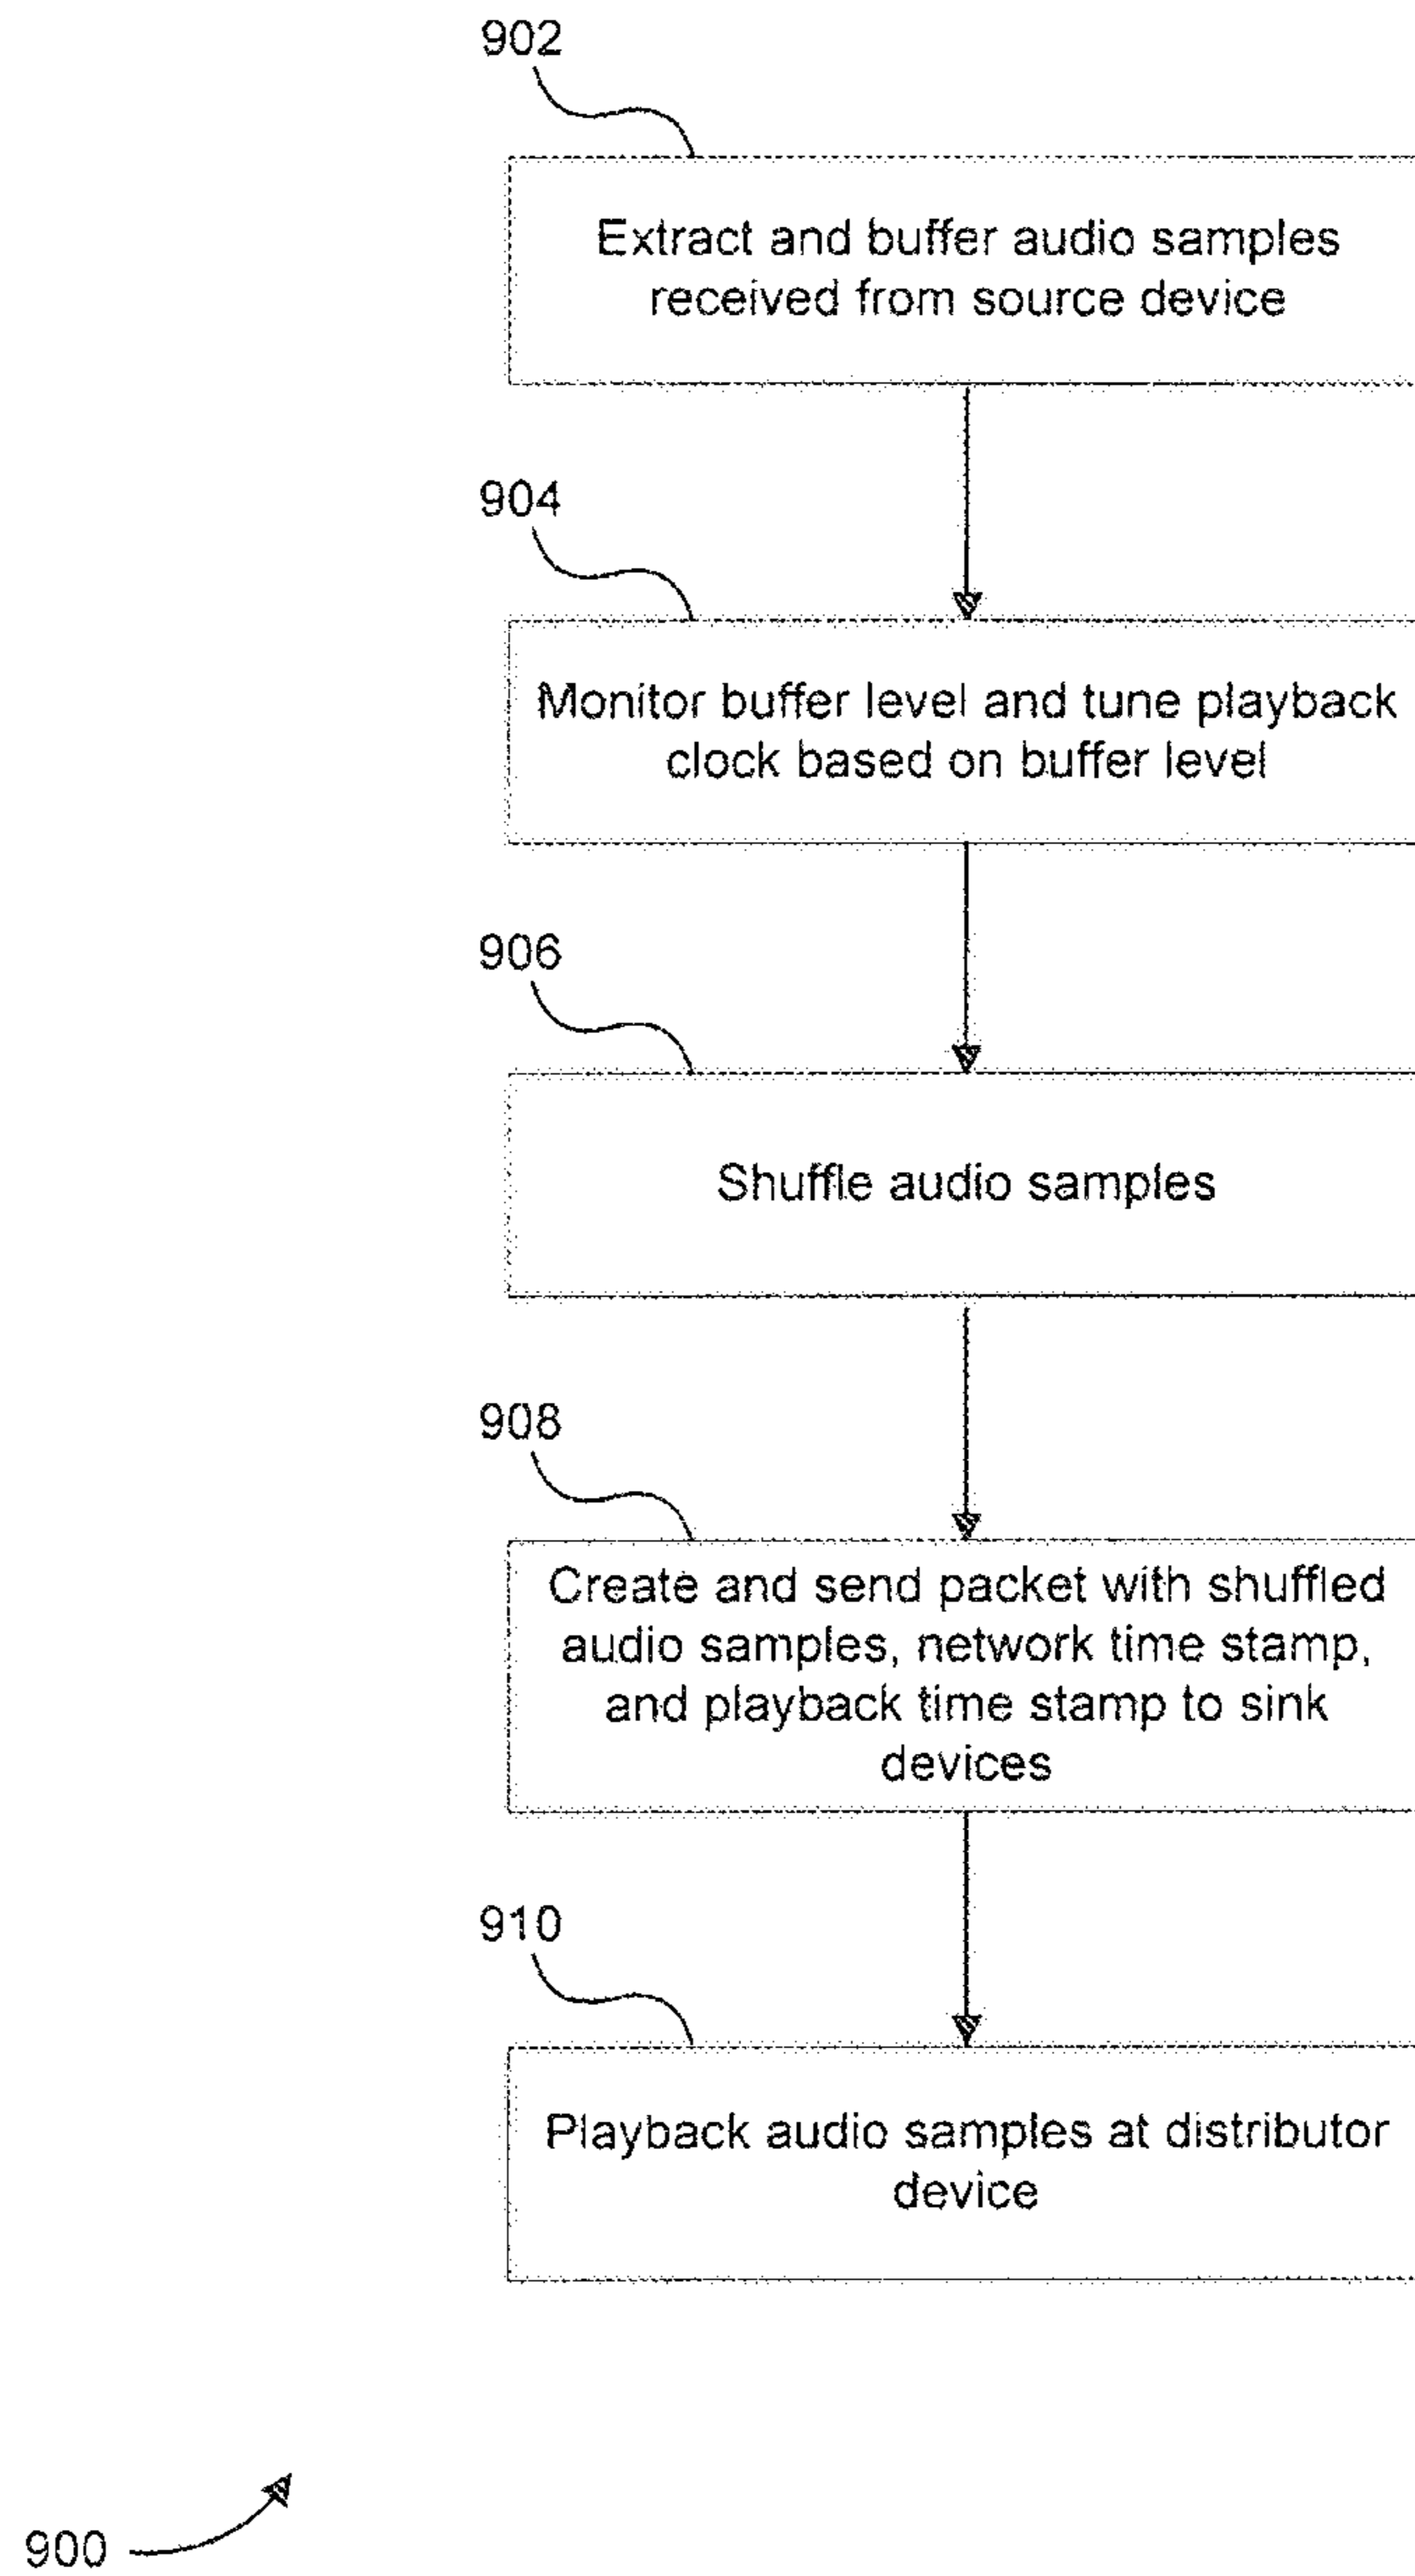 902
Extract and buffer audio samples
received from source device
904
Monitor buffer level and tune playback
clock based on buffer level
906
Shuffle audio samples
908
Create and send packet with shuffled
audio samples, network time stamp,
and playback time stamp to sink
devices
910
Playback audio samples at distributor
device
900